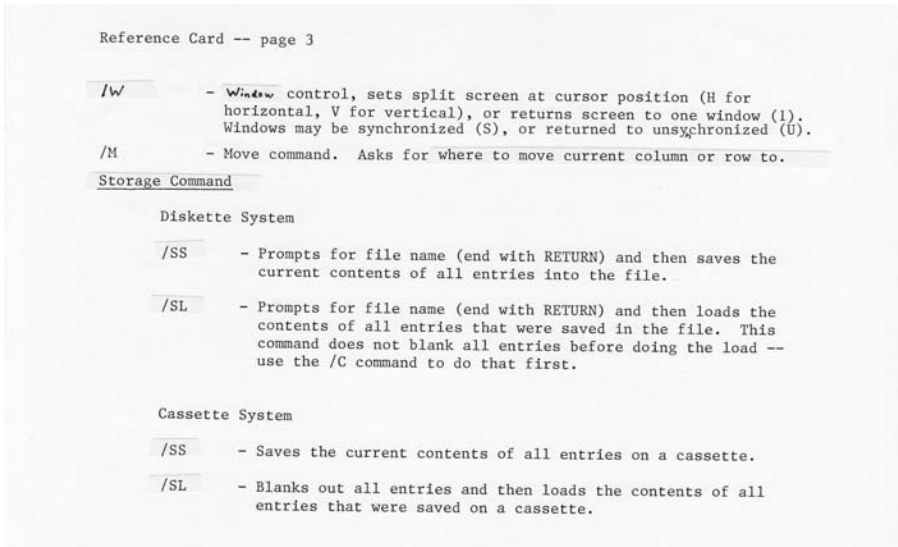 Reference Card -- page 3
/W - Window control, sets split screen at cursor position (H for
horizontal, V for vertical), or returns screen to one window (1).
Windows may be synchronized (S), or returned to unsychronized (U).
/M - Move command. Asks for where to move current column or row to.
Storage Command
Diskette System
/SS - Prompts for file name (end with RETURN) and then saves the
current contents of all entries into the file.
/SL - Prompts for file name (end with RETURN) and then loads the
contents of all entries that were saved in the file. This
command does not blank all entries before doing the load --
use the /C command to do that first.
Cassette System
/SS - Saves the current contents of all entries on a cassette.
/SL - Blanks out all entries and then loads the contents of all
entries that were saved on a cassette.